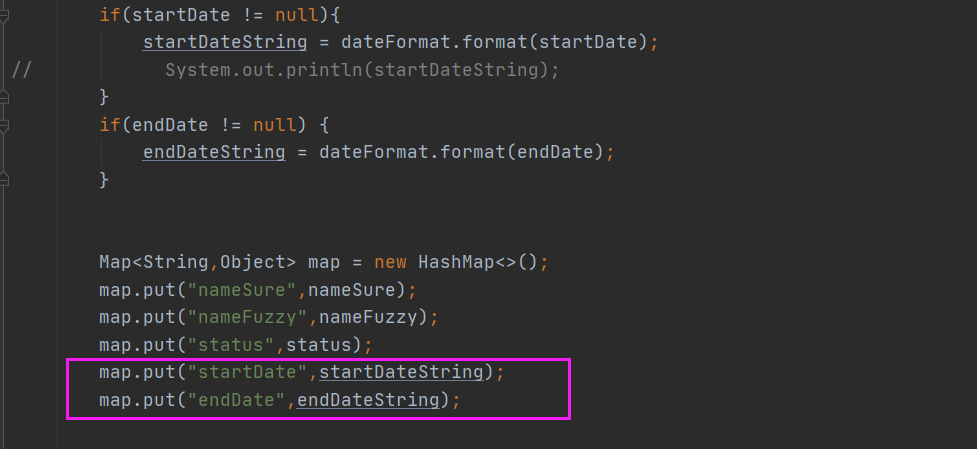 if(startDate != null){
startDateString = dateFormat.format(startDate);
// System.out.println(startDateString);
}
if(endDate != null) {
endDateString = dateFormat.format(endDate);
}
Map<String,Object> map = new HashMap<>();
map.put("nameSure",nameSure);
map.put("nameFuzzy",nameFuzzy);
map.put("status",status);
map.put("startDate",startDateString);
map.put("endDate",endDateString);